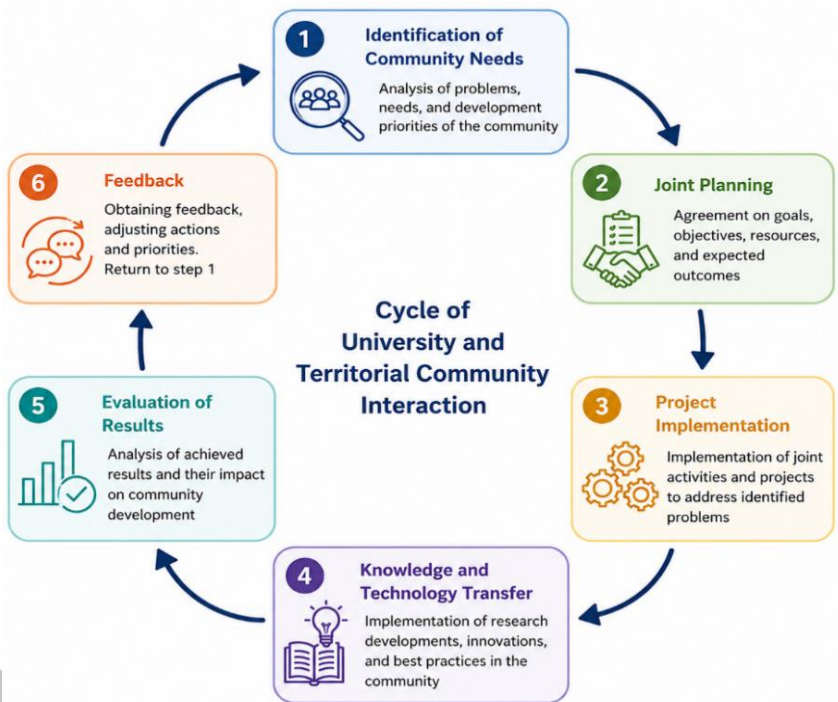 1
Identification of
Community Needs
Analysis of problems,
needs, and development
priorities of the community
2
Joint Planning
Agreement on goals,
objectives, resources,
and expected
outcomes
3
Project
Implementation
Implementation of joint
activities and projects
to address identified
problems
4
Knowledge and
Technology Transfer
Implementation of research
developments, innovations,
and best practices in the
community
5
Evaluation of
Results
Analysis of achieved
results and their impact
on community
development
6
Feedback
Obtaining feedback,
adjusting actions
and priorities.
Return to step 1
Cycle of
University and
Territorial Community
Interaction